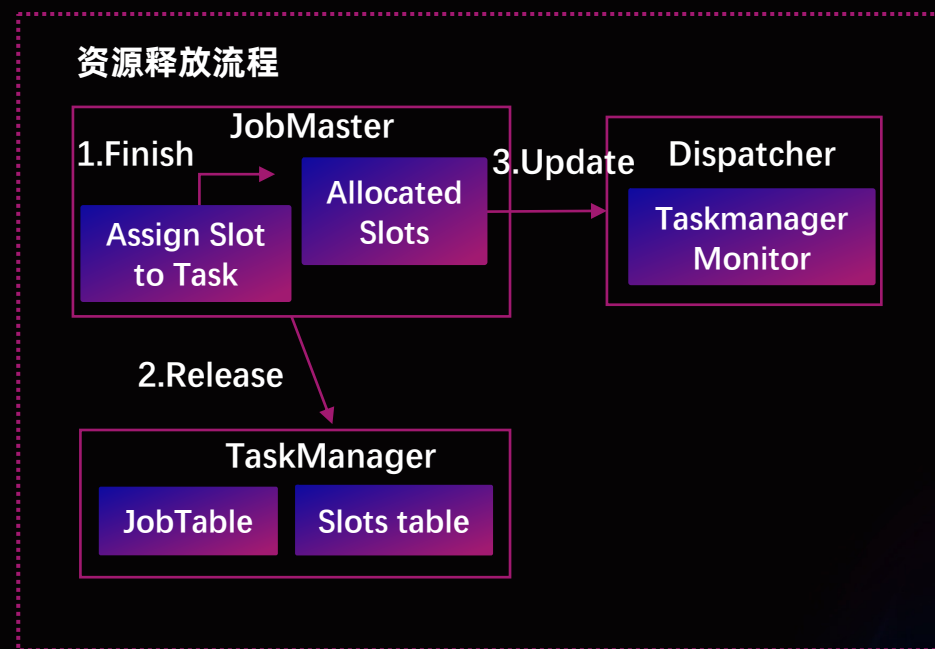 资源释放流程
JobMaster
1.Finish
Allocated
Slots
Assign Slot
to Task
3.Update
Dispatcher
Taskmanager
Monitor
2.Release
TaskManager
JobTable
Slots table